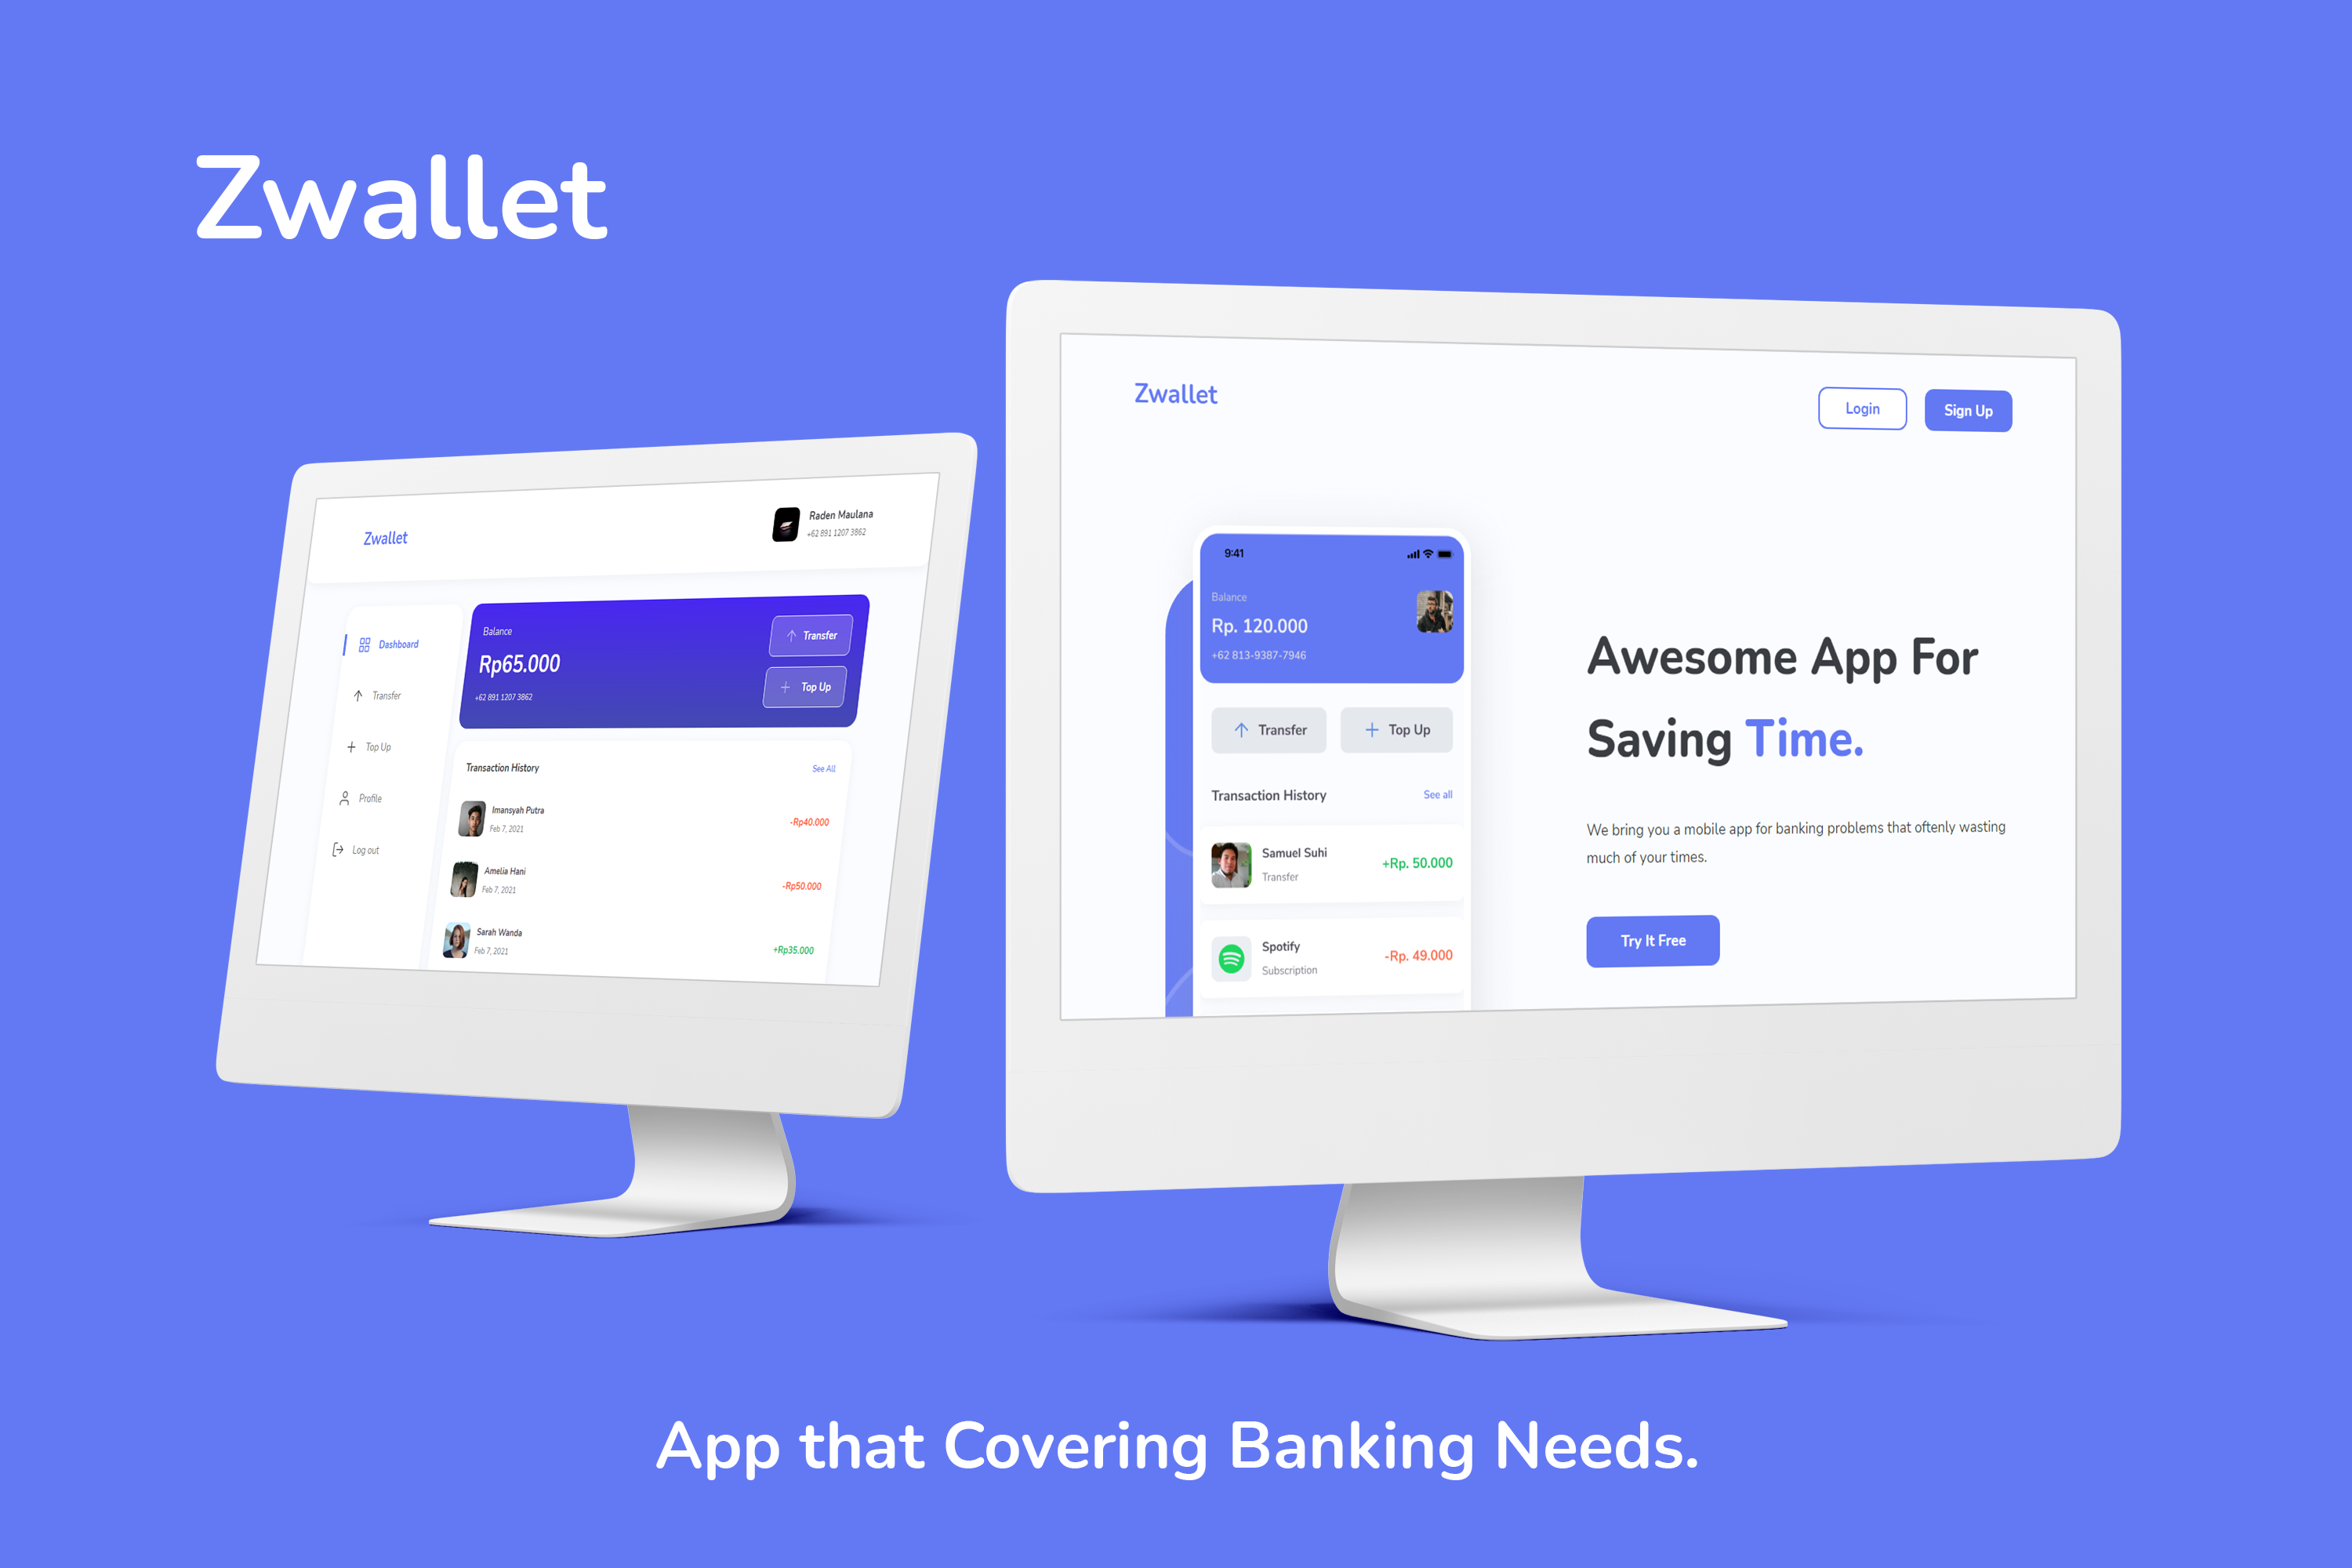 Zwallet
Zwallet
Raden Maulana
+62 891 1207 3862
Dashboard
Transfer
Top Up
Profile
Log out
Balance
Rp65.000
+62 891 1207 3862
Transfer
Top Up
Transaction History
See All
Imansyah Putra
Feb 7, 2021
-Rp40.000
Amelia Hani
Feb 7, 2021
-Rp50.000
Sarah Wanda
Feb 7, 2021
+Rp35.000
Zwallet
Login
Sign Up
9:41
Balance
Rp. 120.000
+62 813-9387-7946
Transfer
Top Up
Transaction History
See all
Samuel Suhi
Transfer
+Rp. 50.000
Spotify
Subscription
-Rp. 49.000
Awesome App For
Saving Time.
We bring you a mobile app for banking problems that oftenly wasting
much of your times.
Try It Free
App that Covering Banking Needs.